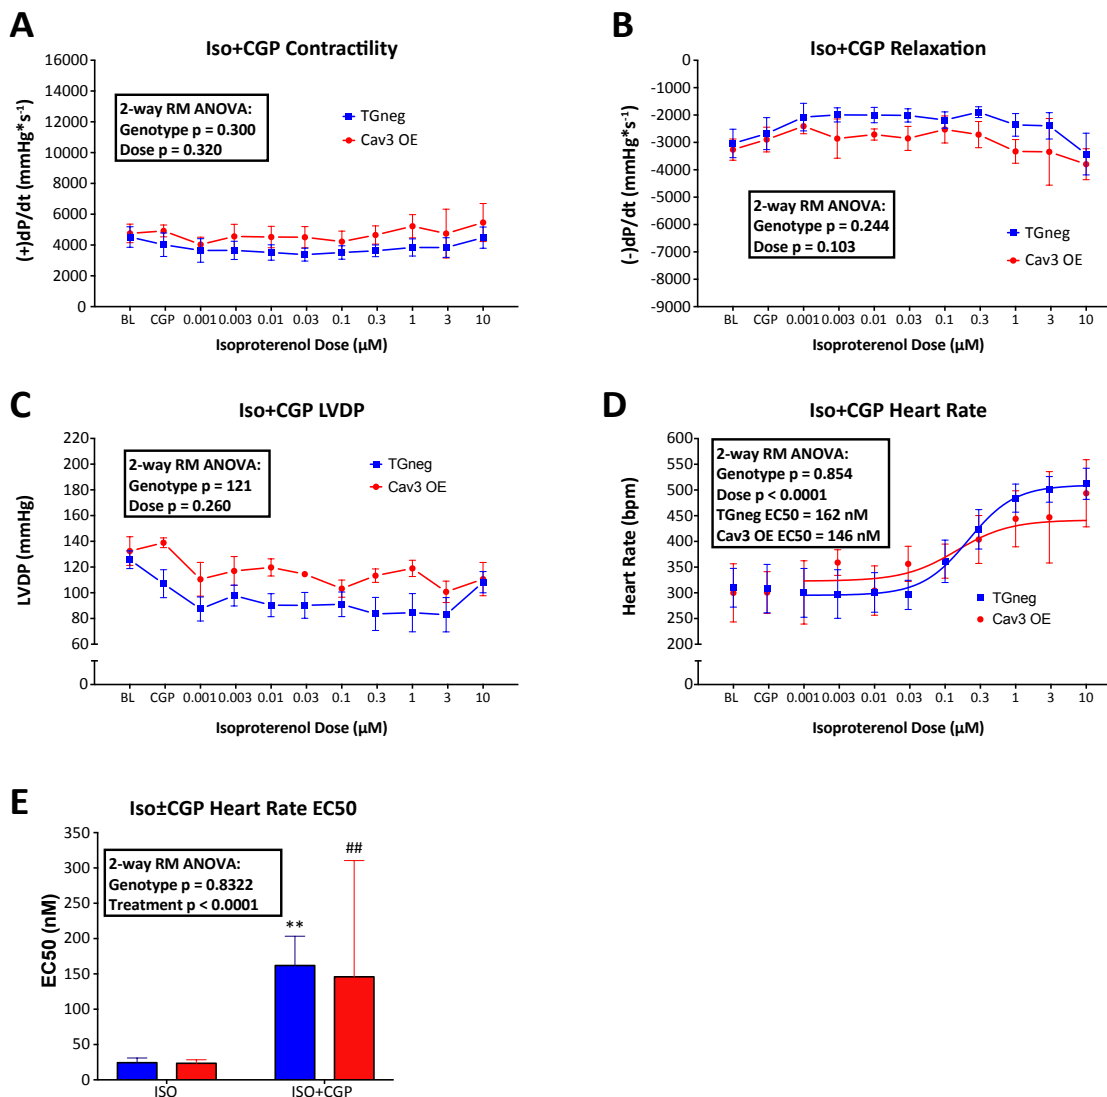 A
Iso+CGP Contractility
16000
14000
12000
10000
8000
6000
4000
2000
0
(+)dP/dt (mmHg*s-1)
2-way RM ANOVA:
Genotype p = 0.300
Dose p = 0.320
TGneg
Cav3 OE
BL CGP 0.001 0.003 0.01 0.03 0.1 0.3 1 3 10
Isoproterenol Dose (µM)
B
Iso+CGP Relaxation
0
-1000
-2000
-3000
-4000
-5000
-6000
-7000
-8000
-9000
(-)dP/dt (mmHg*s-1)
2-way RM ANOVA:
Genotype p = 0.244
Dose p = 0.103
TGneg
Cav3 OE
BL CGP 0.001 0.003 0.01 0.03 0.1 0.3 1 3 10
Isoproterenol Dose (µM)
C
Iso+CGP LVDP
220
200
180
160
140
120
100
80
60
0
LVDP (mmHg)
2-way RM ANOVA:
Genotype p = 121
Dose p = 0.260
TGneg
Cav3 OE
BL CGP 0.001 0.003 0.01 0.03 0.1 0.3 1 3 10
Isoproterenol Dose (µM)
D
Iso+CGP Heart Rate
600
550
500
450
400
350
300
250
200
0
Heart Rate (bpm)
2-way RM ANOVA:
Genotype p = 0.854
Dose p < 0.0001
TGneg EC50 = 162 nM
Cav3 OE EC50 = 146 nM
TGneg
Cav3 OE
BL CGP 0.001 0.003 0.01 0.03 0.1 0.3 1 3 10
Isoproterenol Dose (µM)
E
Iso±CGP Heart Rate EC50
350
300
250
200
150
100
50
0
EC50 (nM)
2-way RM ANOVA:
Genotype p = 0.8322
Treatment p < 0.0001
**
##
ISO ISO+CGP